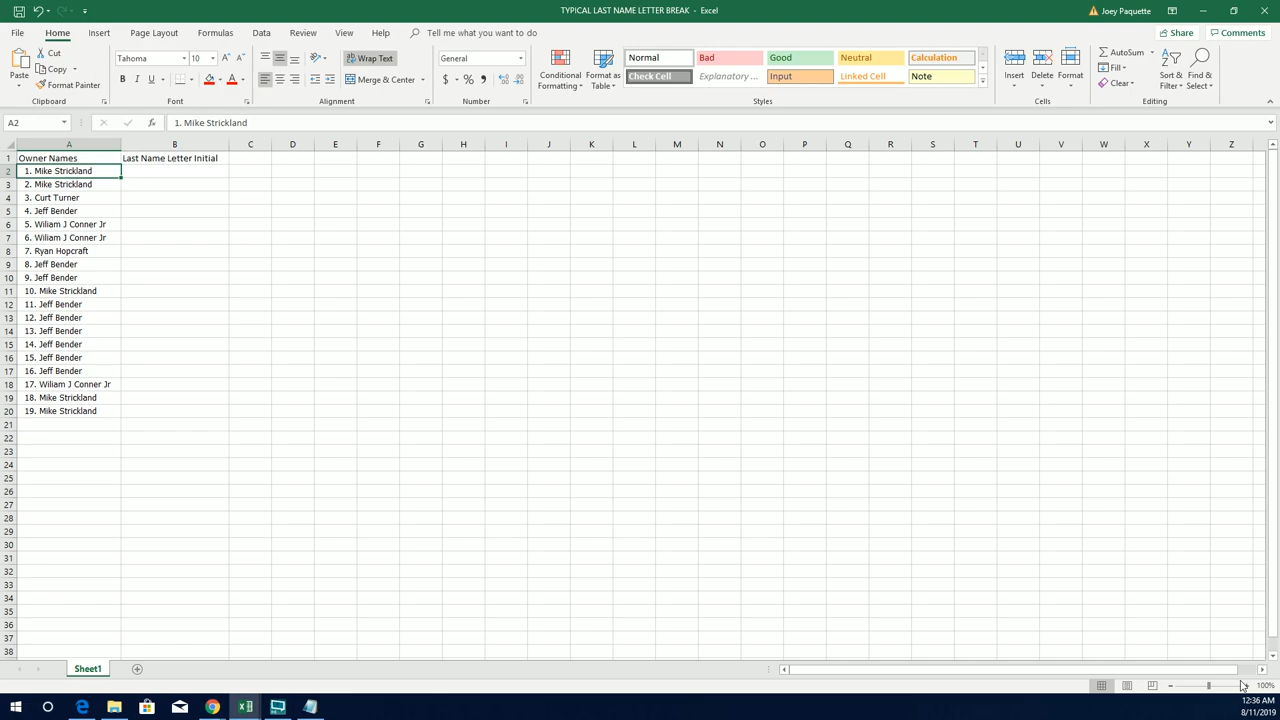 TYPICAL LAST NAME LETTER BREAK - Excel
Joey Paquette
File Home Insert Page Layout Formulas Data Review View Help Tell me what you want to do Share Comments
Paste Cut Copy Format Painter Clipboard
Tahoma 10 B I U A A A Font
ab Wrap Text Merge & Center Alignment
General $ % , Number
Conditional Formatting Format as Table
Normal Bad Good Neutral Calculation
Check Cell Explanatory ... Input Linked Cell Note
Styles
Insert Delete Format Cells
AutoSum Fill Clear Sort & Filter Find & Select Editing
A2 fx 1. Mike Strickland
A B C D E F G H I J K L M N O P Q R S T U V W X Y Z
1 Owner Names Last Name Letter Initial
2 1. Mike Strickland
3 2. Mike Strickland
4 3. Curt Turner
5 4. Jeff Bender
6 5. Wiliam J Conner Jr
7 6. Wiliam J Conner Jr
8 7. Ryan Hopcraft
9 8. Jeff Bender
10 9. Jeff Bender
11 10. Mike Strickland
12 11. Jeff Bender
13 12. Jeff Bender
14 13. Jeff Bender
15 14. Jeff Bender
16 15. Jeff Bender
17 16. Jeff Bender
18 17. Wiliam J Conner Jr
19 18. Mike Strickland
20 19. Mike Strickland
21
22
23
24
25
26
27
28
29
30
31
32
33
34
35
36
37
38
Sheet1
100%
12:36 AM
8/11/2019